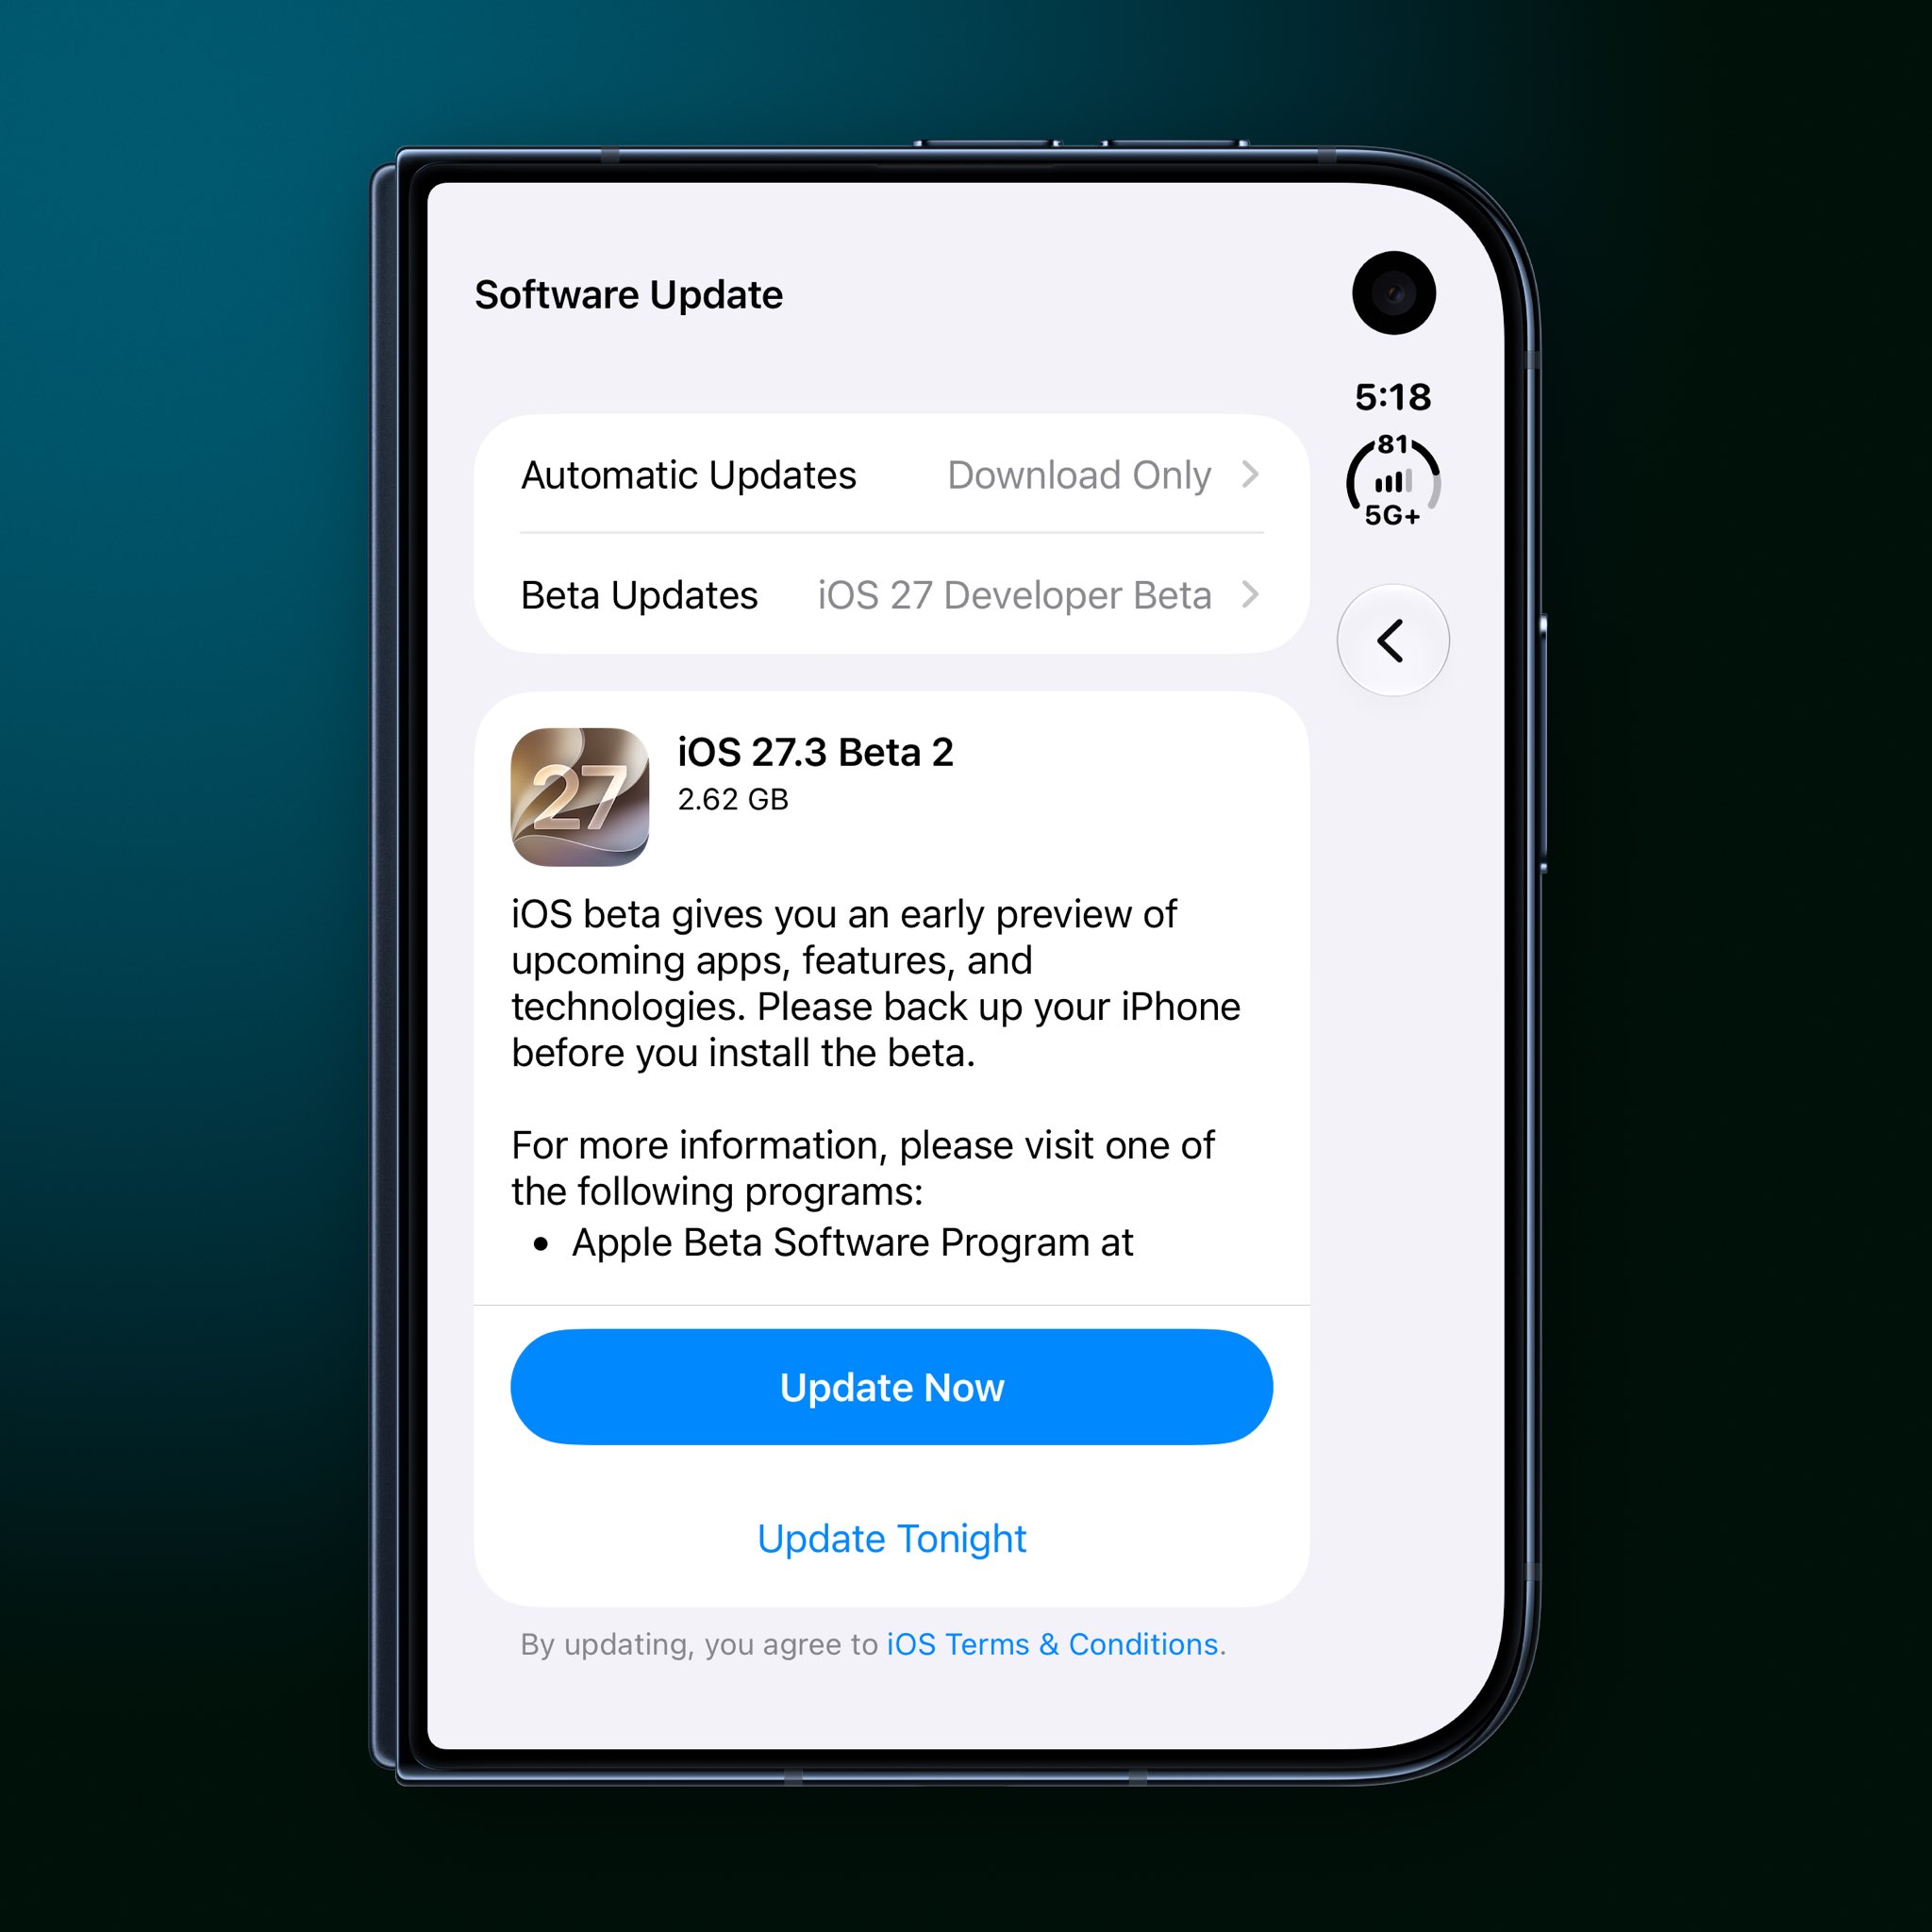 Software Update
5:18
81
5G+
Automatic Updates Download Only
Beta Updates iOS 27 Developer Beta
27
iOS 27.3 Beta 2
2.62 GB
iOS beta gives you an early preview of
upcoming apps, features, and
technologies. Please back up your iPhone
before you install the beta.
For more information, please visit one of
the following programs:
• Apple Beta Software Program at
Update Now
Update Tonight
By updating, you agree to iOS Terms & Conditions.